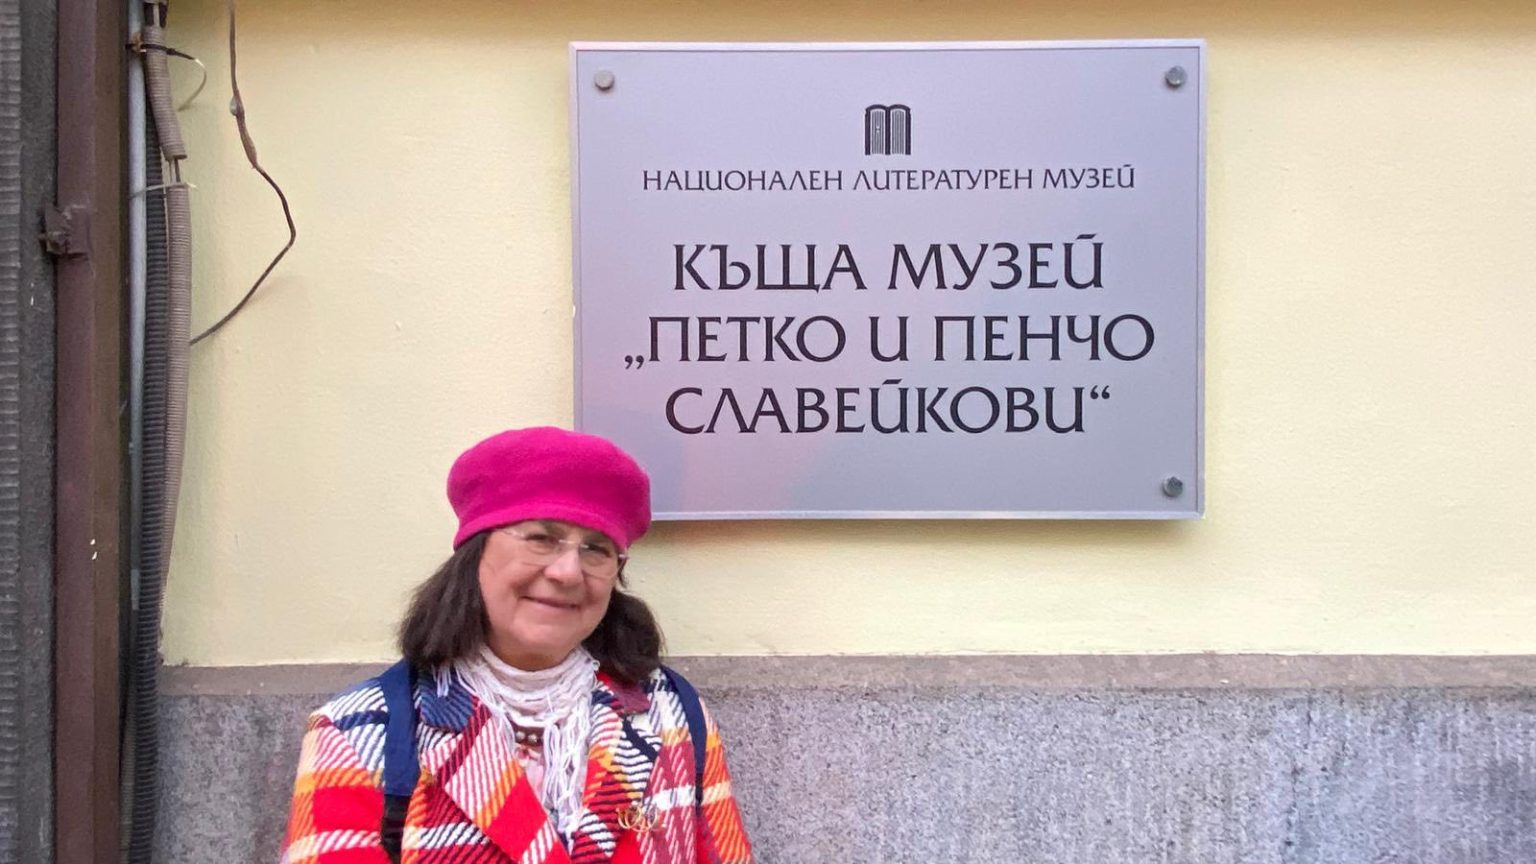 НАЦИОНАЛЕН ЛИТЕРАТУРЕН МУЗЕЙ
КЪЩА МУЗЕЙ
„ПЕТКО И ПЕНЧО
СЛАВЕЙКОВИ“